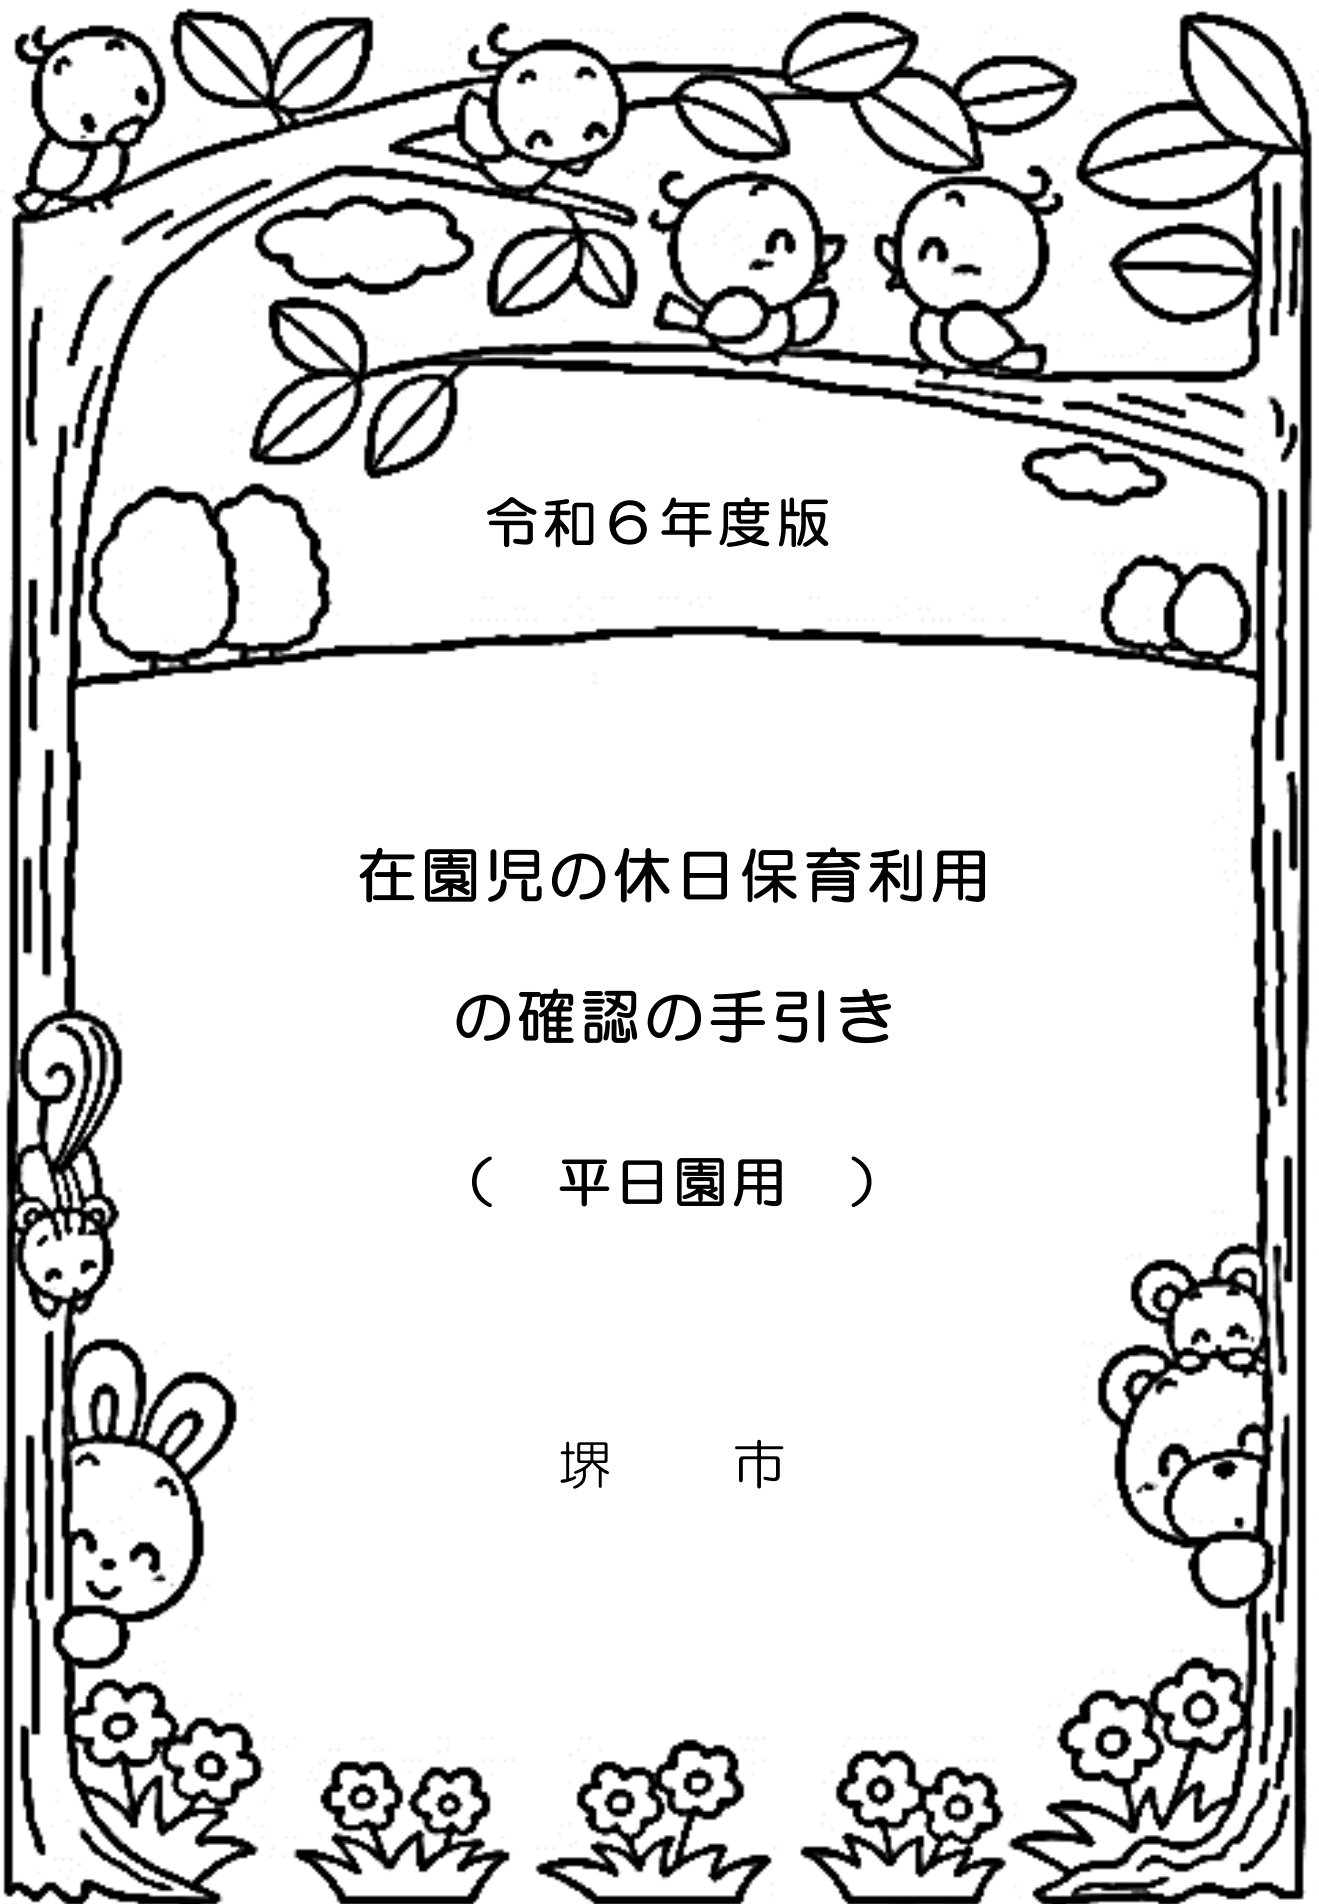 令和６年度版
在園児の休日保育利用
の確認の手引き
（　平日園用　）
堺　　市